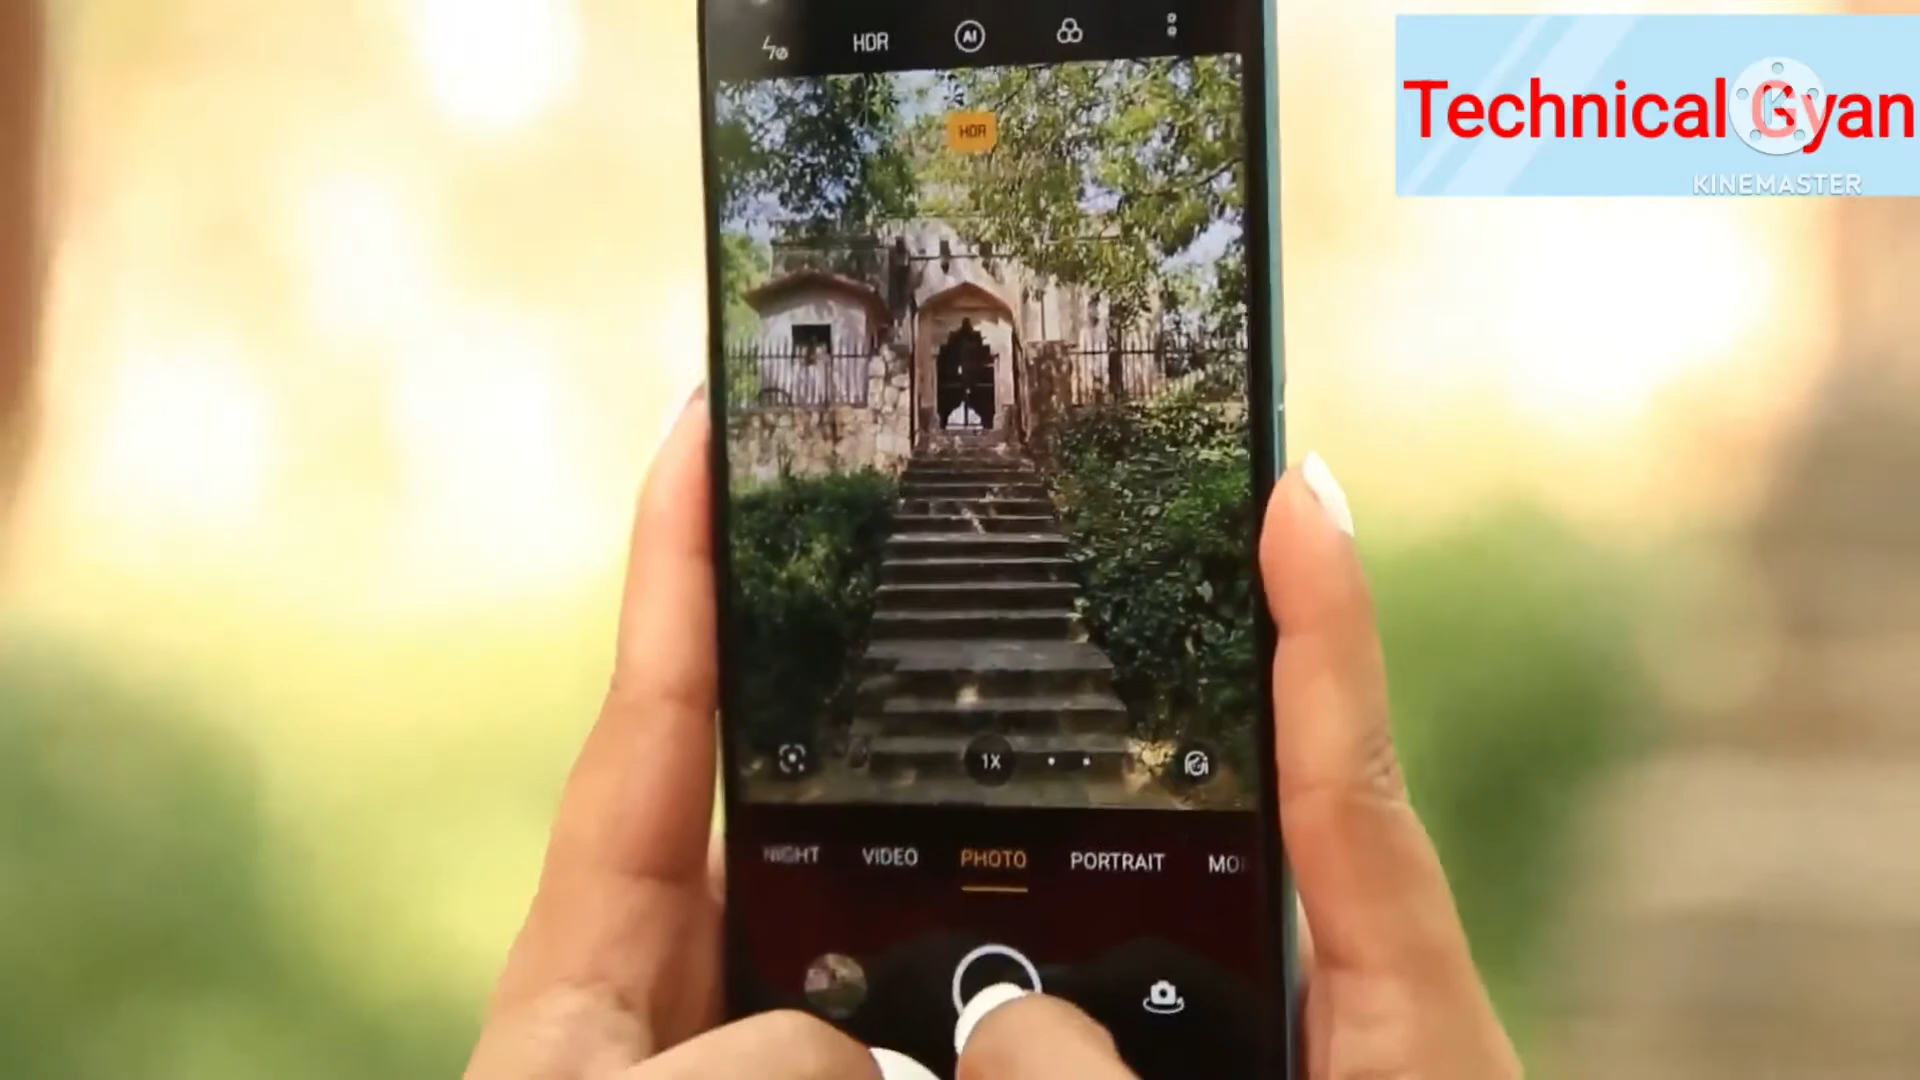 HDR
AI
HDR
Technical Gyan
KINEMASTER
1X
NIGHT
VIDEO
PHOTO
PORTRAIT